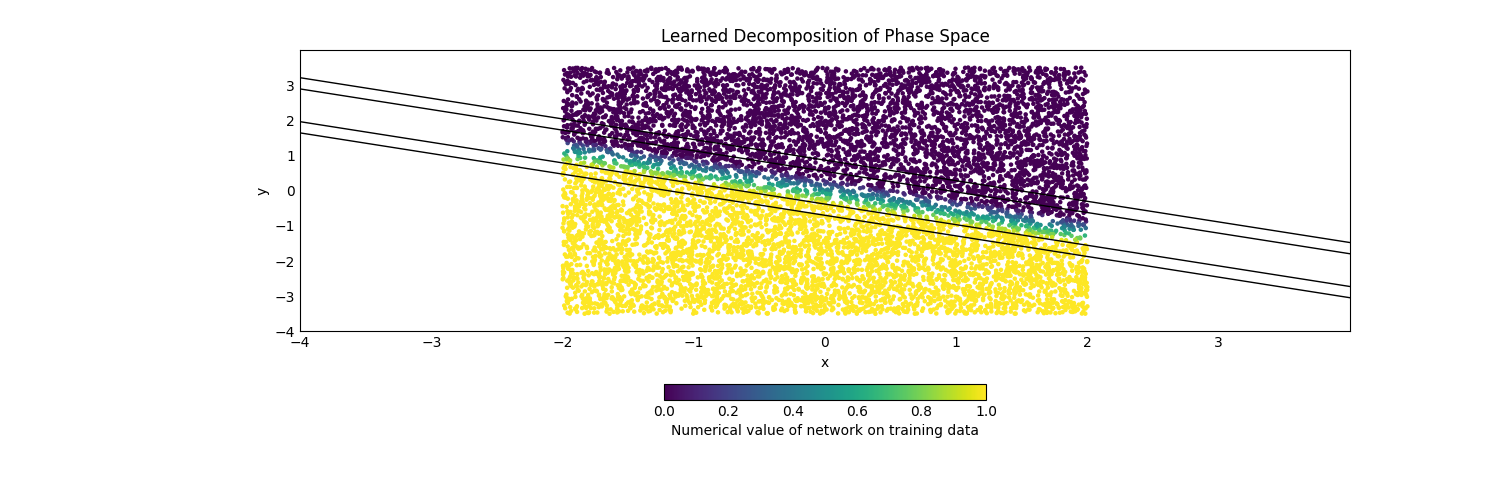 Learned Decomposition of Phase Space
y
3
2
1
0
−1
−2
−3
−4
−4 −3 −2 −1 0 1 2 3
x
0.0 0.2 0.4 0.6 0.8 1.0
Numerical value of network on training data